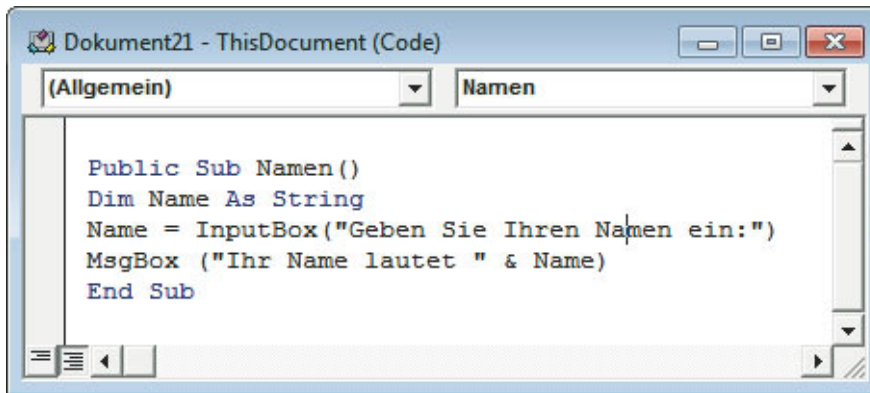 Dokument21 - ThisDocument (Code)
(Allgemein) Namen
Public Sub Namen()
Dim Name As String
Name = InputBox("Geben Sie Ihren Namen ein:")
MsgBox ("Ihr Name lautet " & Name)
End Sub